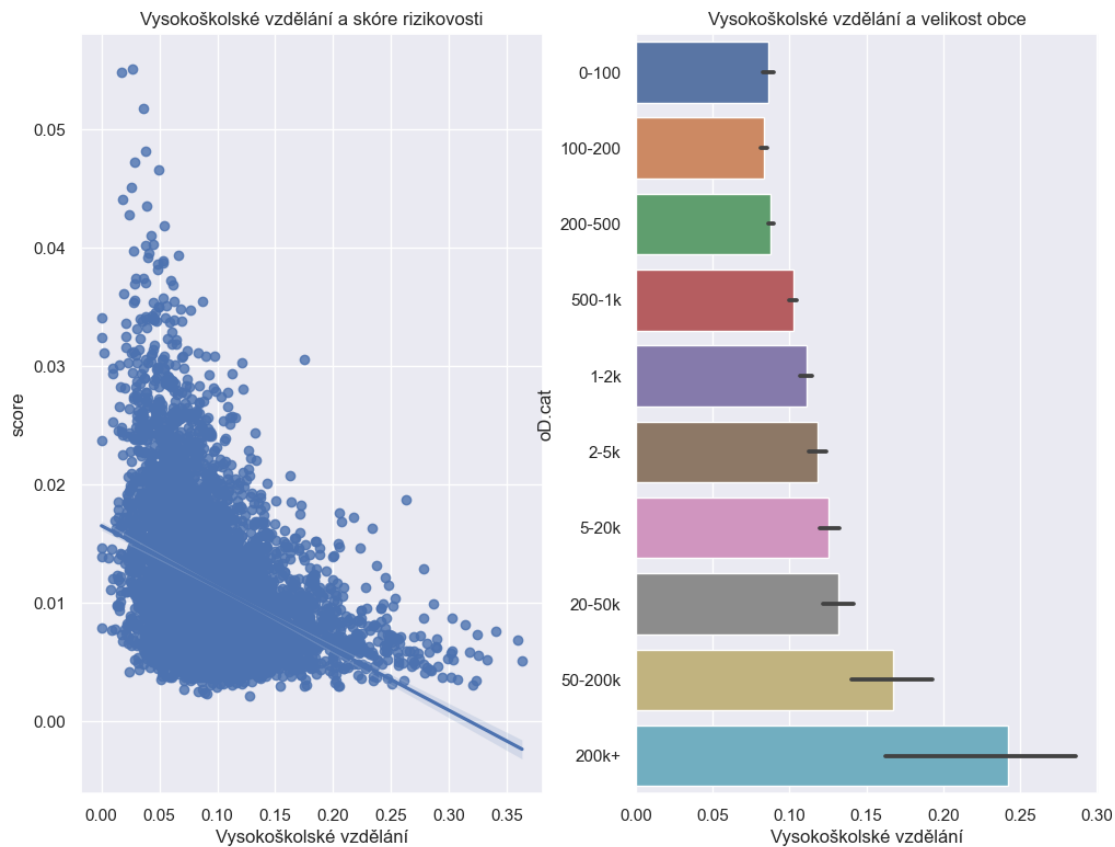 Vysokoškolské vzdělání a skóre rizikovosti
score
0.05
0.04
0.03
0.02
0.01
0.00
0.00 0.05 0.10 0.15 0.20 0.25 0.30 0.35
Vysokoškolské vzdělání
Vysokoškolské vzdělání a velikost obce
oD.cat
0-100
100-200
200-500
500-1k
1-2k
2-5k
5-20k
20-50k
50-200k
200k+
0.00 0.05 0.10 0.15 0.20 0.25 0.30
Vysokoškolské vzdělání